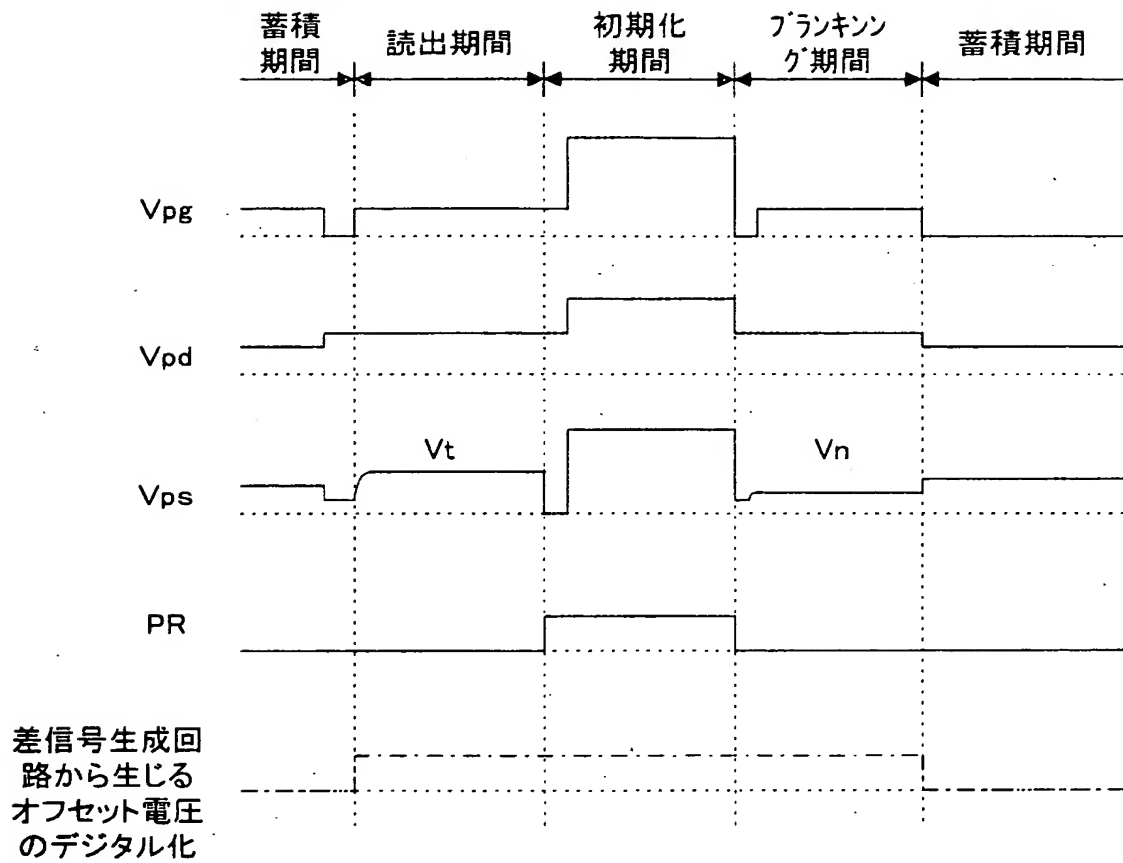 蓄積
期間
読出期間
初期化
期間
ブランキンン
グ期間
蓄積期間
Vpg
Vpd
Vt
Vn
Vps
PR
差信号生成回
路から生じる
オフセット電圧
のデジタル化